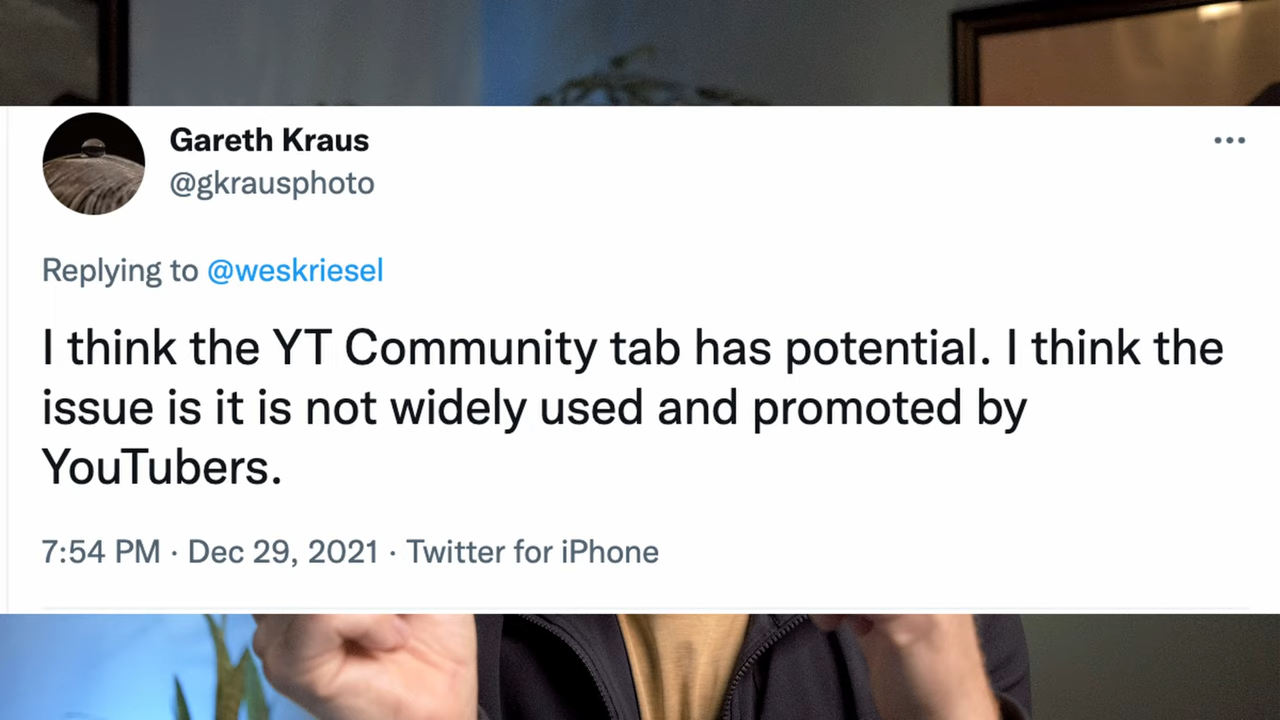 Gareth Kraus
@gkrausphoto
Replying to @weskriesel
I think the YT Community tab has potential. I think the
issue is it is not widely used and promoted by
YouTubers.
7:54 PM · Dec 29, 2021 · Twitter for iPhone